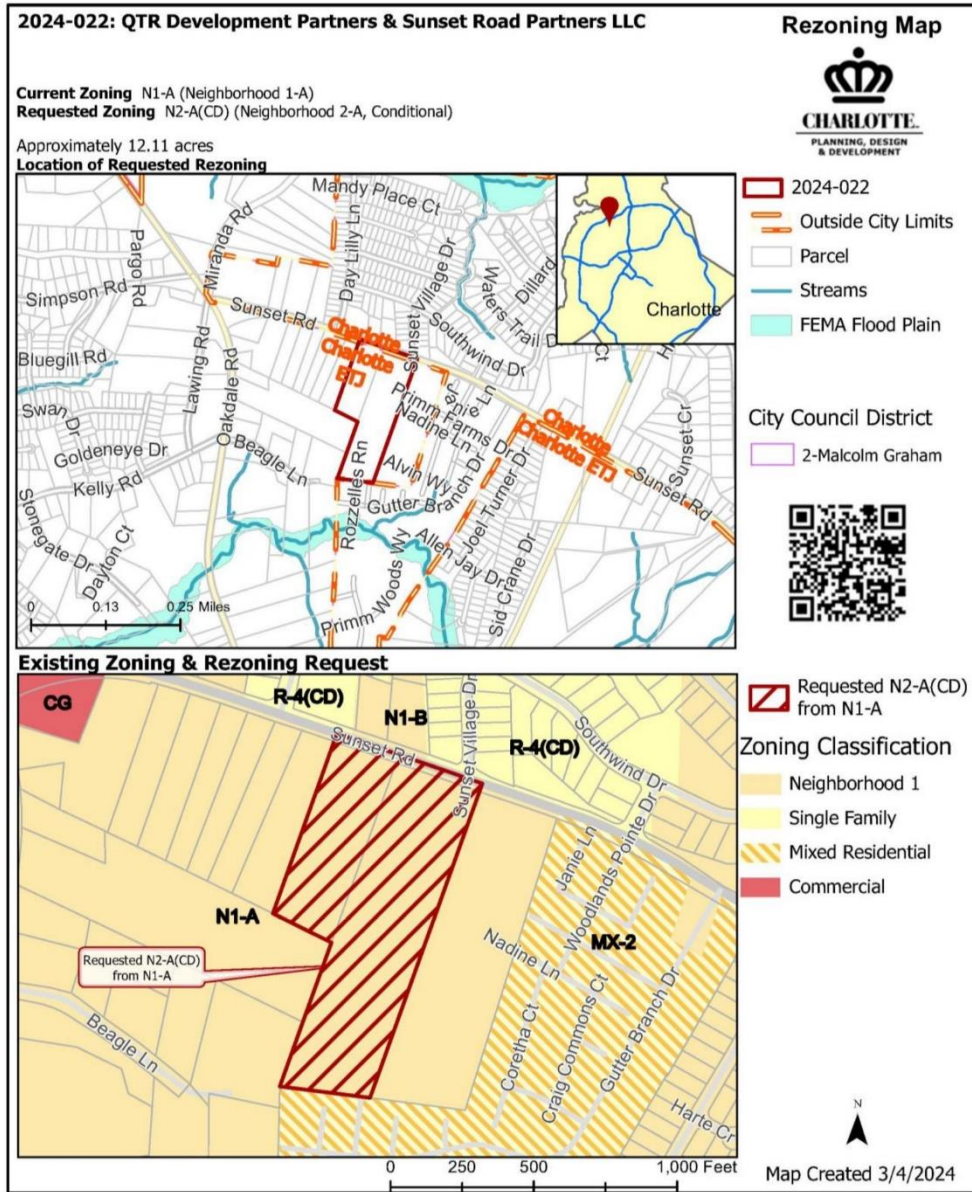 2024-022: QTR Development Partners & Sunset Road Partners LLC
Current Zoning N1-A (Neighborhood 1-A)
Requested Zoning N2-A(CD) (Neighborhood 2-A, Conditional)
Approximately 12.11 acres
Location of Requested Rezoning
Mandy Place Ct
Pargo Rd
Miranda Rd
Day Lilly Ln
Sunset Village Dr
Waters Trail D
Dillard
Simpson Rd
Sunset Rd
Southwind Dr
Ct
H
Charlotte
Charlotte
ETJ
Bluegill Rd
Lawing Rd
Oakdale Rd
Janie Ln
Primm Farms Dr
Nadine Ln
Charlotte
Charlotte ETJ
Sunset Cr
Swan Dr
Goldeneye Dr
Kelly Rd
Beagle Ln
Alvin Wy
Gutter Branch Dr
Joel Turner Dr
Sunset Rd
Stonegate Dr
Dayton Ct
Rozzelles Rn
Allen Jay Dr
Primm Woods Wy
Sid Crane Dr
0 0.13 0.25 Miles
Charlotte
Existing Zoning & Rezoning Request
CG
R-4(CD)
N1-B
Sunset Rd
Sunset Village Dr
R-4(CD)
Southwind Dr
Janie Ln
Woodlands Pointe Dr
N1-A
MX-2
Nadine Ln
Requested N2-A(CD)
from N1-A
Beagle Ln
Coretha Ct
Craig Commons Ct
Gutter Branch Dr
Harte Cr
0 250 500 1,000 Feet
Rezoning Map
CHARLOTTE.
PLANNING, DESIGN
& DEVELOPMENT
2024-022
Outside City Limits
Parcel
Streams
FEMA Flood Plain
City Council District
2-Malcolm Graham
Requested N2-A(CD)
from N1-A
Zoning Classification
Neighborhood 1
Single Family
Mixed Residential
Commercial
N
Map Created 3/4/2024